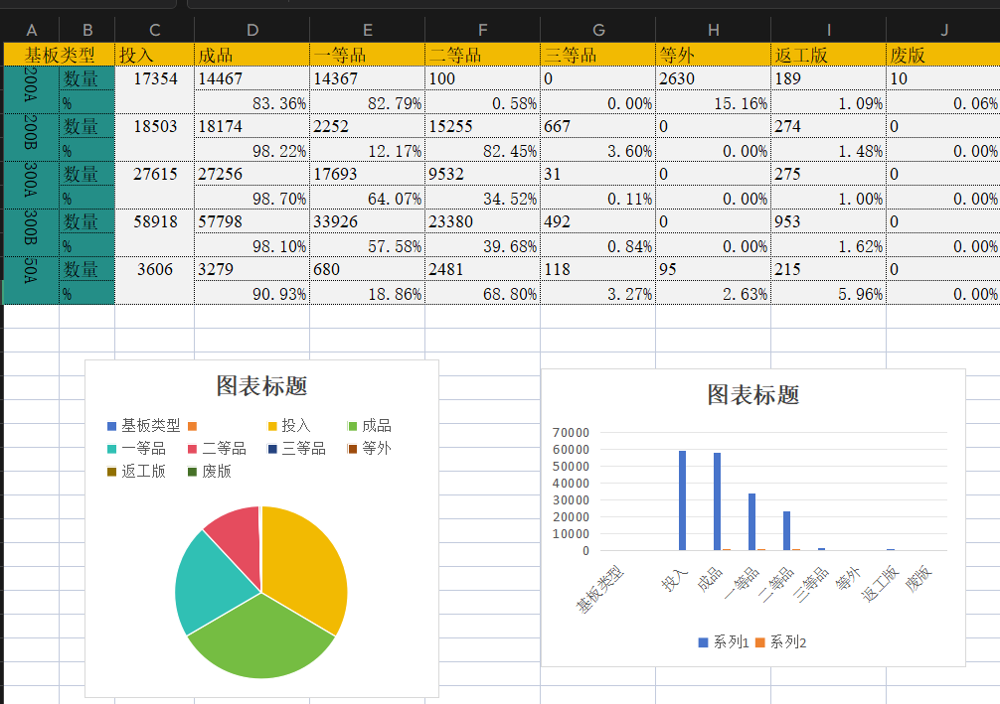 A B C D E F G H I J
基板类型 投入 成品 一等品 二等品 三等品 等外 返工版 废版
200A 数量 17354 14467 14367 100 0 2630 189 10
% 83.36% 82.79% 0.58% 0.00% 15.16% 1.09% 0.06%
200B 数量 18503 18174 2252 15255 667 0 274 0
% 98.22% 12.17% 82.45% 3.60% 0.00% 1.48% 0.00%
300A 数量 27615 27256 17693 9532 31 0 275 0
% 98.70% 64.07% 34.52% 0.11% 0.00% 1.00% 0.00%
300B 数量 58918 57798 33926 23380 492 0 953 0
% 98.10% 57.58% 39.68% 0.84% 0.00% 1.62% 0.00%
50A 数量 3606 3279 680 2481 118 95 215 0
% 90.93% 18.86% 68.80% 3.27% 2.63% 5.96% 0.00%
图表标题
基板类型 投入 成品
一等品 二等品 三等品 等外
返工版 废版
图表标题
70000
60000
50000
40000
30000
20000
10000
0
基板类型 投入 成品 一等品 二等品 三等品 等外 返工版 废版
系列1 系列2